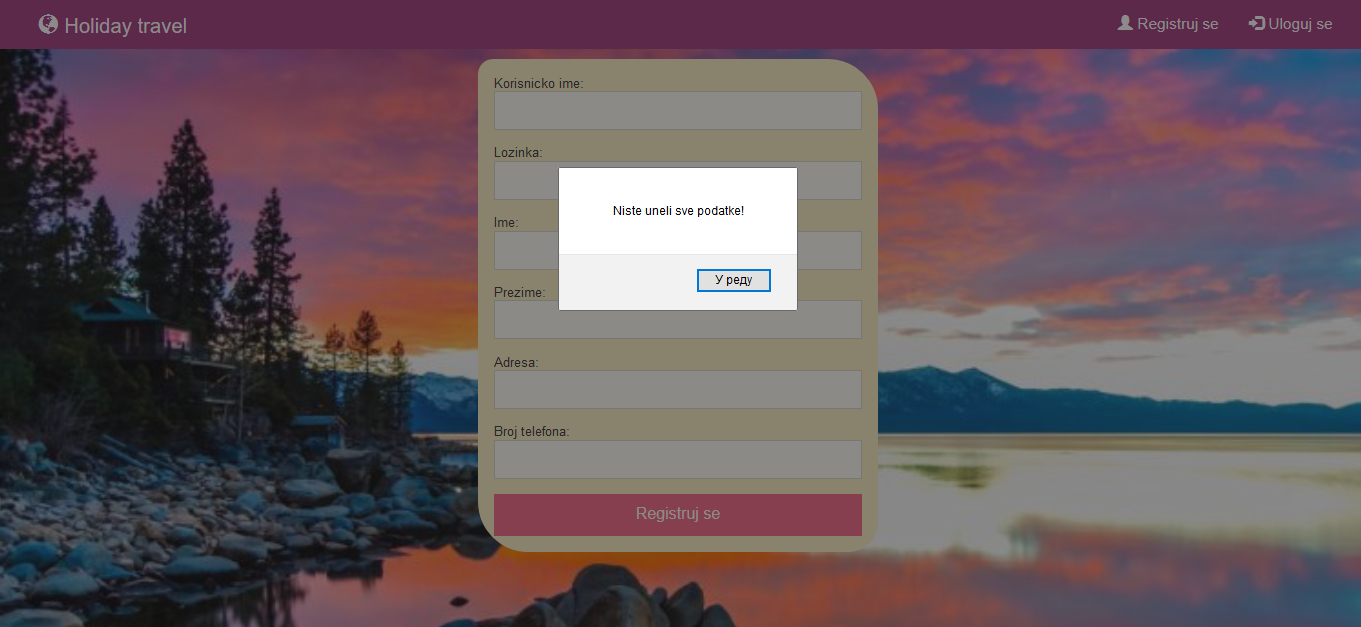 Holiday travel
Registruj se
Uloguj se
Korisnicko ime:
Lozinka:
Niste uneli sve podatke!
Ime:
У реду
Prezime:
Adresa:
Broj telefona:
Registruj se